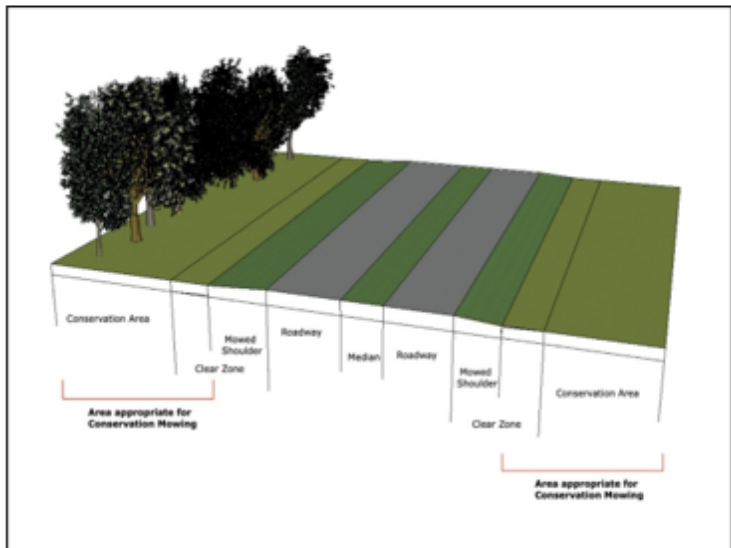 Conservation Area
Mowed
Shoulder
Clear Zone
Roadway
Median
Roadway
Mowed
Shoulder
Clear Zone
Conservation Area
Area appropriate for
Conservation Mowing
Area appropriate for
Conservation Mowing